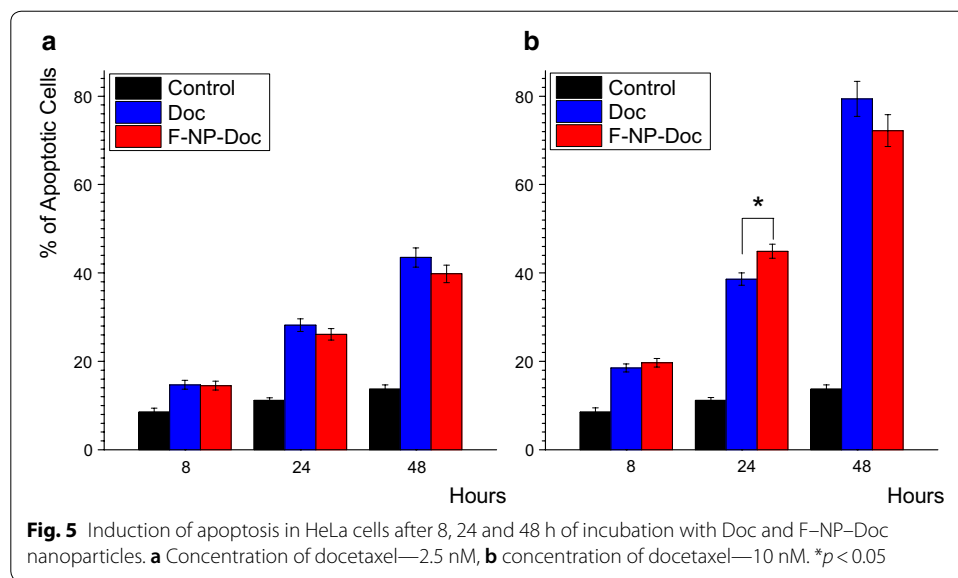 a
b
% of Apoptotic Cells
80
60
40
20
0
Control
Doc
F-NP-Doc
8
24
48
Hours
80
60
40
20
0
Control
Doc
F-NP-Doc
*
8
24
48
Hours
Fig. 5 Induction of apoptosis in HeLa cells after 8, 24 and 48 h of incubation with Doc and F–NP–Doc
nanoparticles. a Concentration of docetaxel—2.5 nM, b concentration of docetaxel—10 nM. *p < 0.05